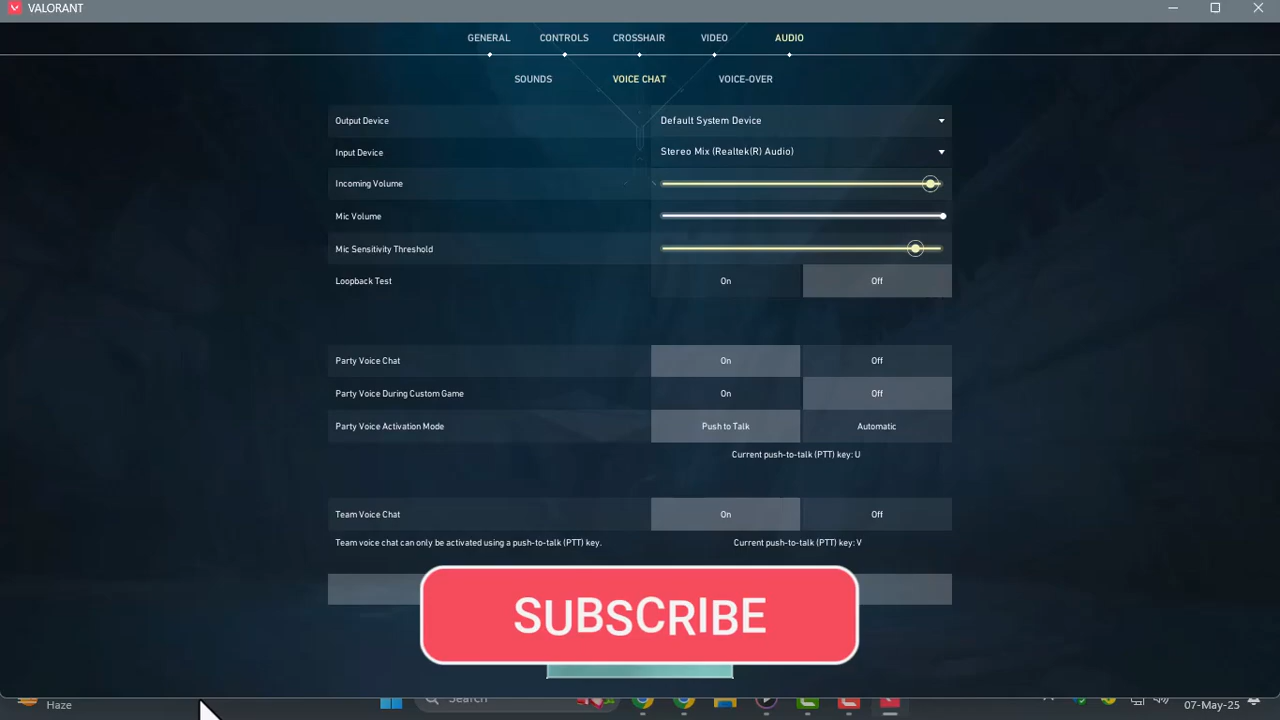 VALORANT
GENERAL CONTROLS CROSSHAIR VIDEO AUDIO
SOUNDS VOICE CHAT VOICE-OVER
Output Device Default System Device
Input Device Stereo Mix (Realtek(R) Audio)
Incoming Volume
Mic Volume
Mic Sensitivity Threshold
Loopback Test On Off
Party Voice Chat On Off
Party Voice During Custom Game On Off
Party Voice Activation Mode Push to Talk Automatic
Current push-to-talk (PTT) key: U
Team Voice Chat On Off
Team voice chat can only be activated using a push-to-talk (PTT) key. Current push-to-talk (PTT) key: V
SUBSCRIBE
Haze Search 07-May-25